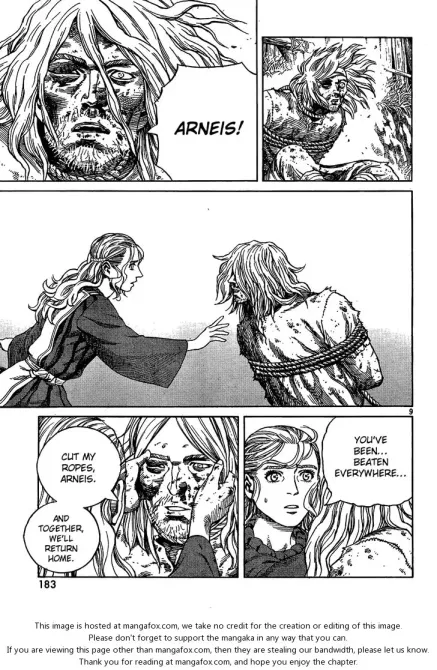 ARNEIS!
9
YOU'VE
BEEN...
BEATEN
EVERYWHERE...
CUT MY
ROPES,
ARNEIS.
AND
TOGETHER,
WE'LL
RETURN
HOME.
183
This image is hosted at mangafox.com, we take no credit for the creation or editing of this image.
Please don't forget to support the mangaka in any way that you can.
If you are viewing this page other than mangafox.com, then they are stealing our bandwdth, please let us know.
Thank you for reading at mangafox.com, and hope you enjoy the chapter.